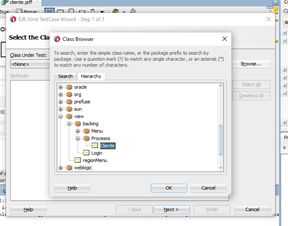 cliente.jsff
EJB JUnit TestCase Wizard - Step 1 of 3
Select the Cla
Class Under Test:
<None>
Browse...
Methods:
Select All
Deselect All
Class Browser
To search, enter the simple class name, or the package prefix to search by
package. Use a question mark (?) to match any single character, or an asterisk (*)
to match any number of characters.
Search
Hierarchy
oracle
org
prefuse
sun
view
backing
Menu
Procesos
Cliente
Login
regionMenu
weblogic
Help
OK
Cancel
Help
< Back
Next >
Finish
Cancel